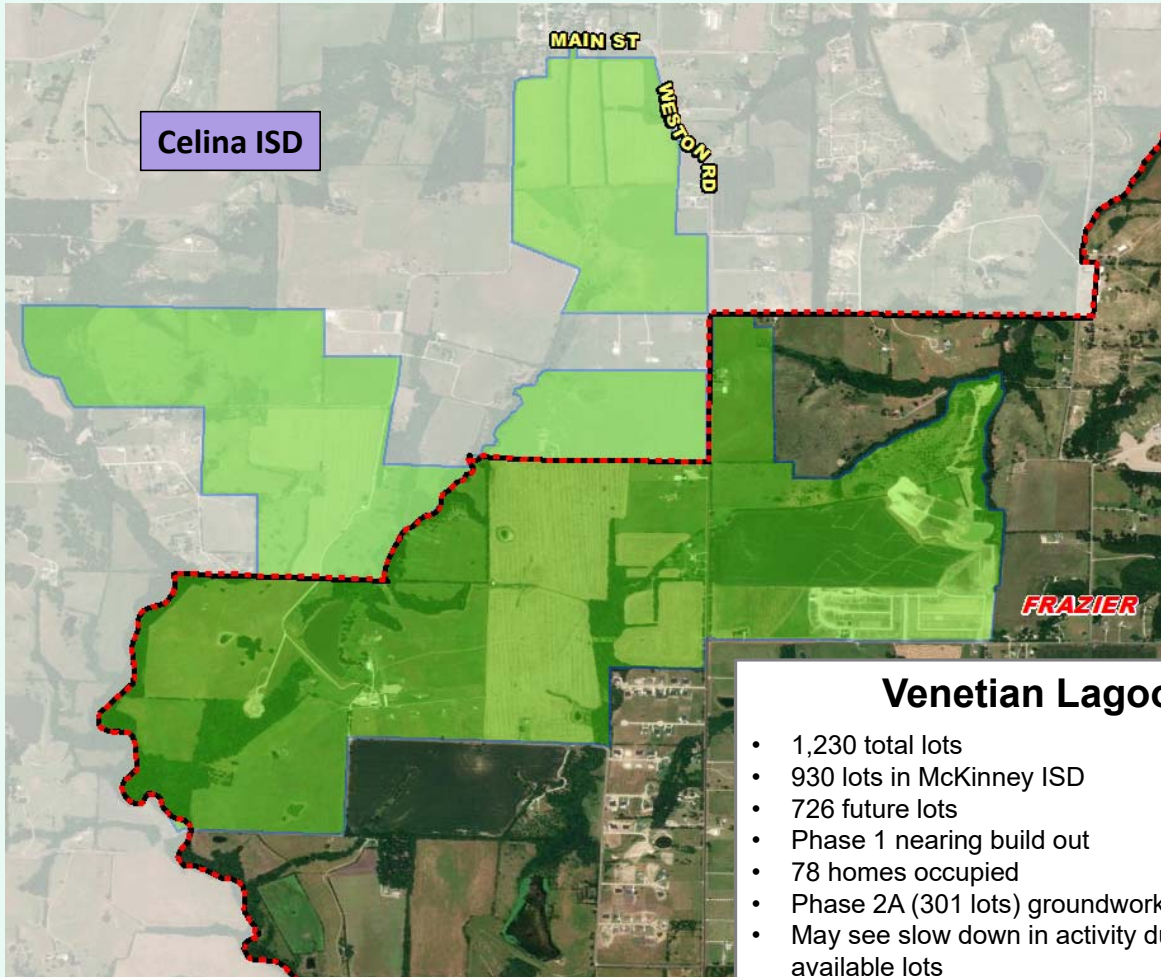 MAIN ST
WESTON RD
Celina ISD
FRAZIER
Venetian
• 1,230 total lots
• 930 lots in McKinney ISD
• 726 future lots
• Phase 1 nearing build out
• 78 homes occupied
• Phase 2A (301 lots) groundwork
• May see slow down in activity
available lots